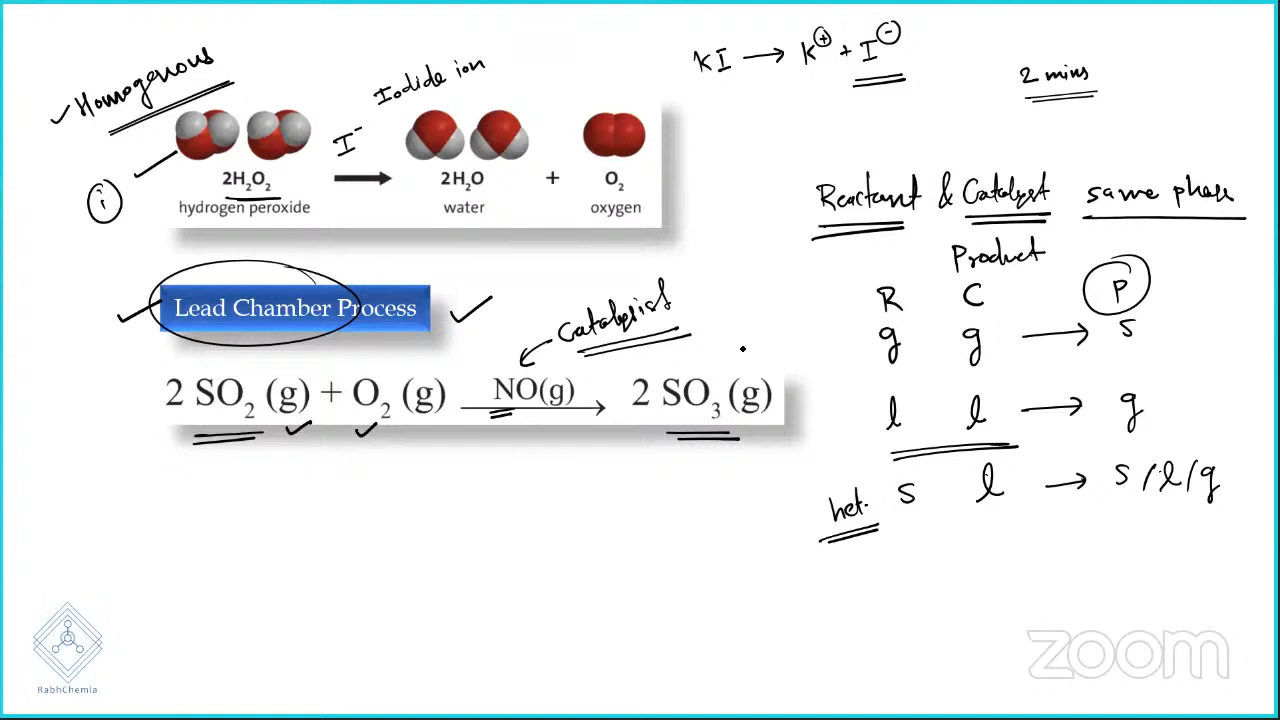 ✓ Homogenous
Iodide ion
KI → K⊕ + I⊖
2 mins
I⁻
i
2H₂O₂ → 2H₂O + O₂
hydrogen peroxide water oxygen
Reactant & Catalyst same phase
Product
R C P
g g → s
l l → g
het. s l → s/l/g
Lead Chamber Process
Catalysist
2 SO₂ (g) + O₂ (g) NO(g) → 2 SO₃ (g)
RabhChemia
zoom